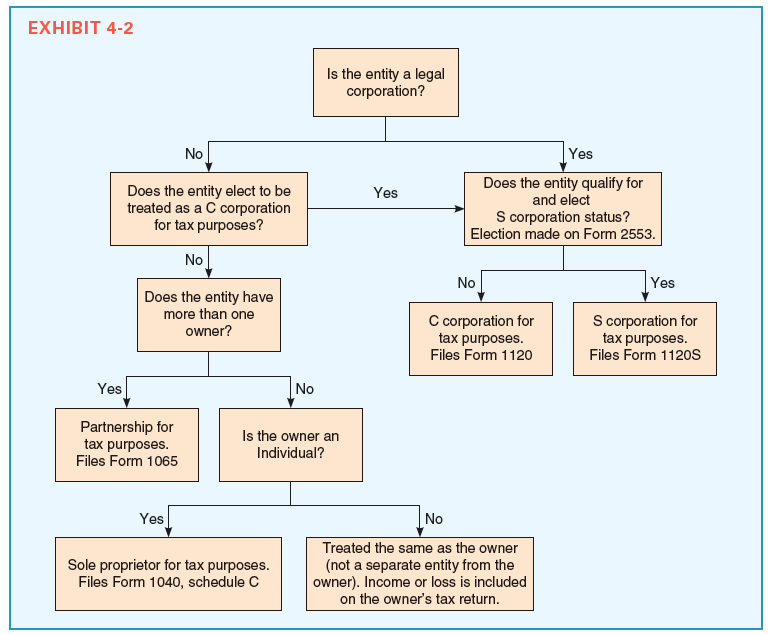 EXHIBIT 4-2
Is the entity a legal
corporation?
No
Yes
Does the entity elect to be
treated as a C corporation
for tax purposes?
Yes
Does the entity qualify for
and elect
S corporation status?
Election made on Form 2553.
No
Does the entity have
more than one
owner?
No
Yes
C corporation for
tax purposes.
Files Form 1120
S corporation for
tax purposes.
Files Form 1120S
Yes
No
Partnership for
tax purposes.
Files Form 1065
Is the owner an
Individual?
Yes
No
Sole proprietor for tax purposes.
Files Form 1040, schedule C
Treated the same as the owner
(not a separate entity from the
owner). Income or loss is included
on the owner's tax return.